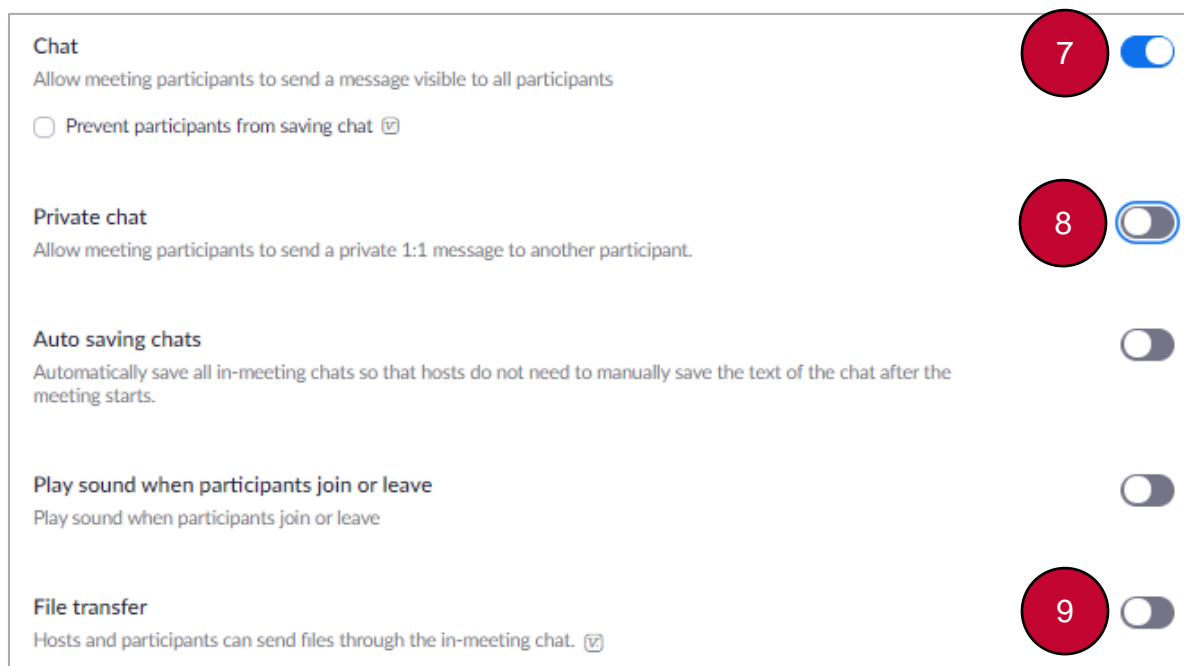 Chat
7
Allow meeting participants to send a message visible to all participants
Prevent participants from saving chat
Private chat
8
Allow meeting participants to send a private 1:1 message to another participant.
Auto saving chats
Automatically save all in-meeting chats so that hosts do not need to manually save the text of the chat after the
meeting starts.
Play sound when participants join or leave
Play sound when participants join or leave
File transfer
9
Hosts and participants can send files through the in-meeting chat.